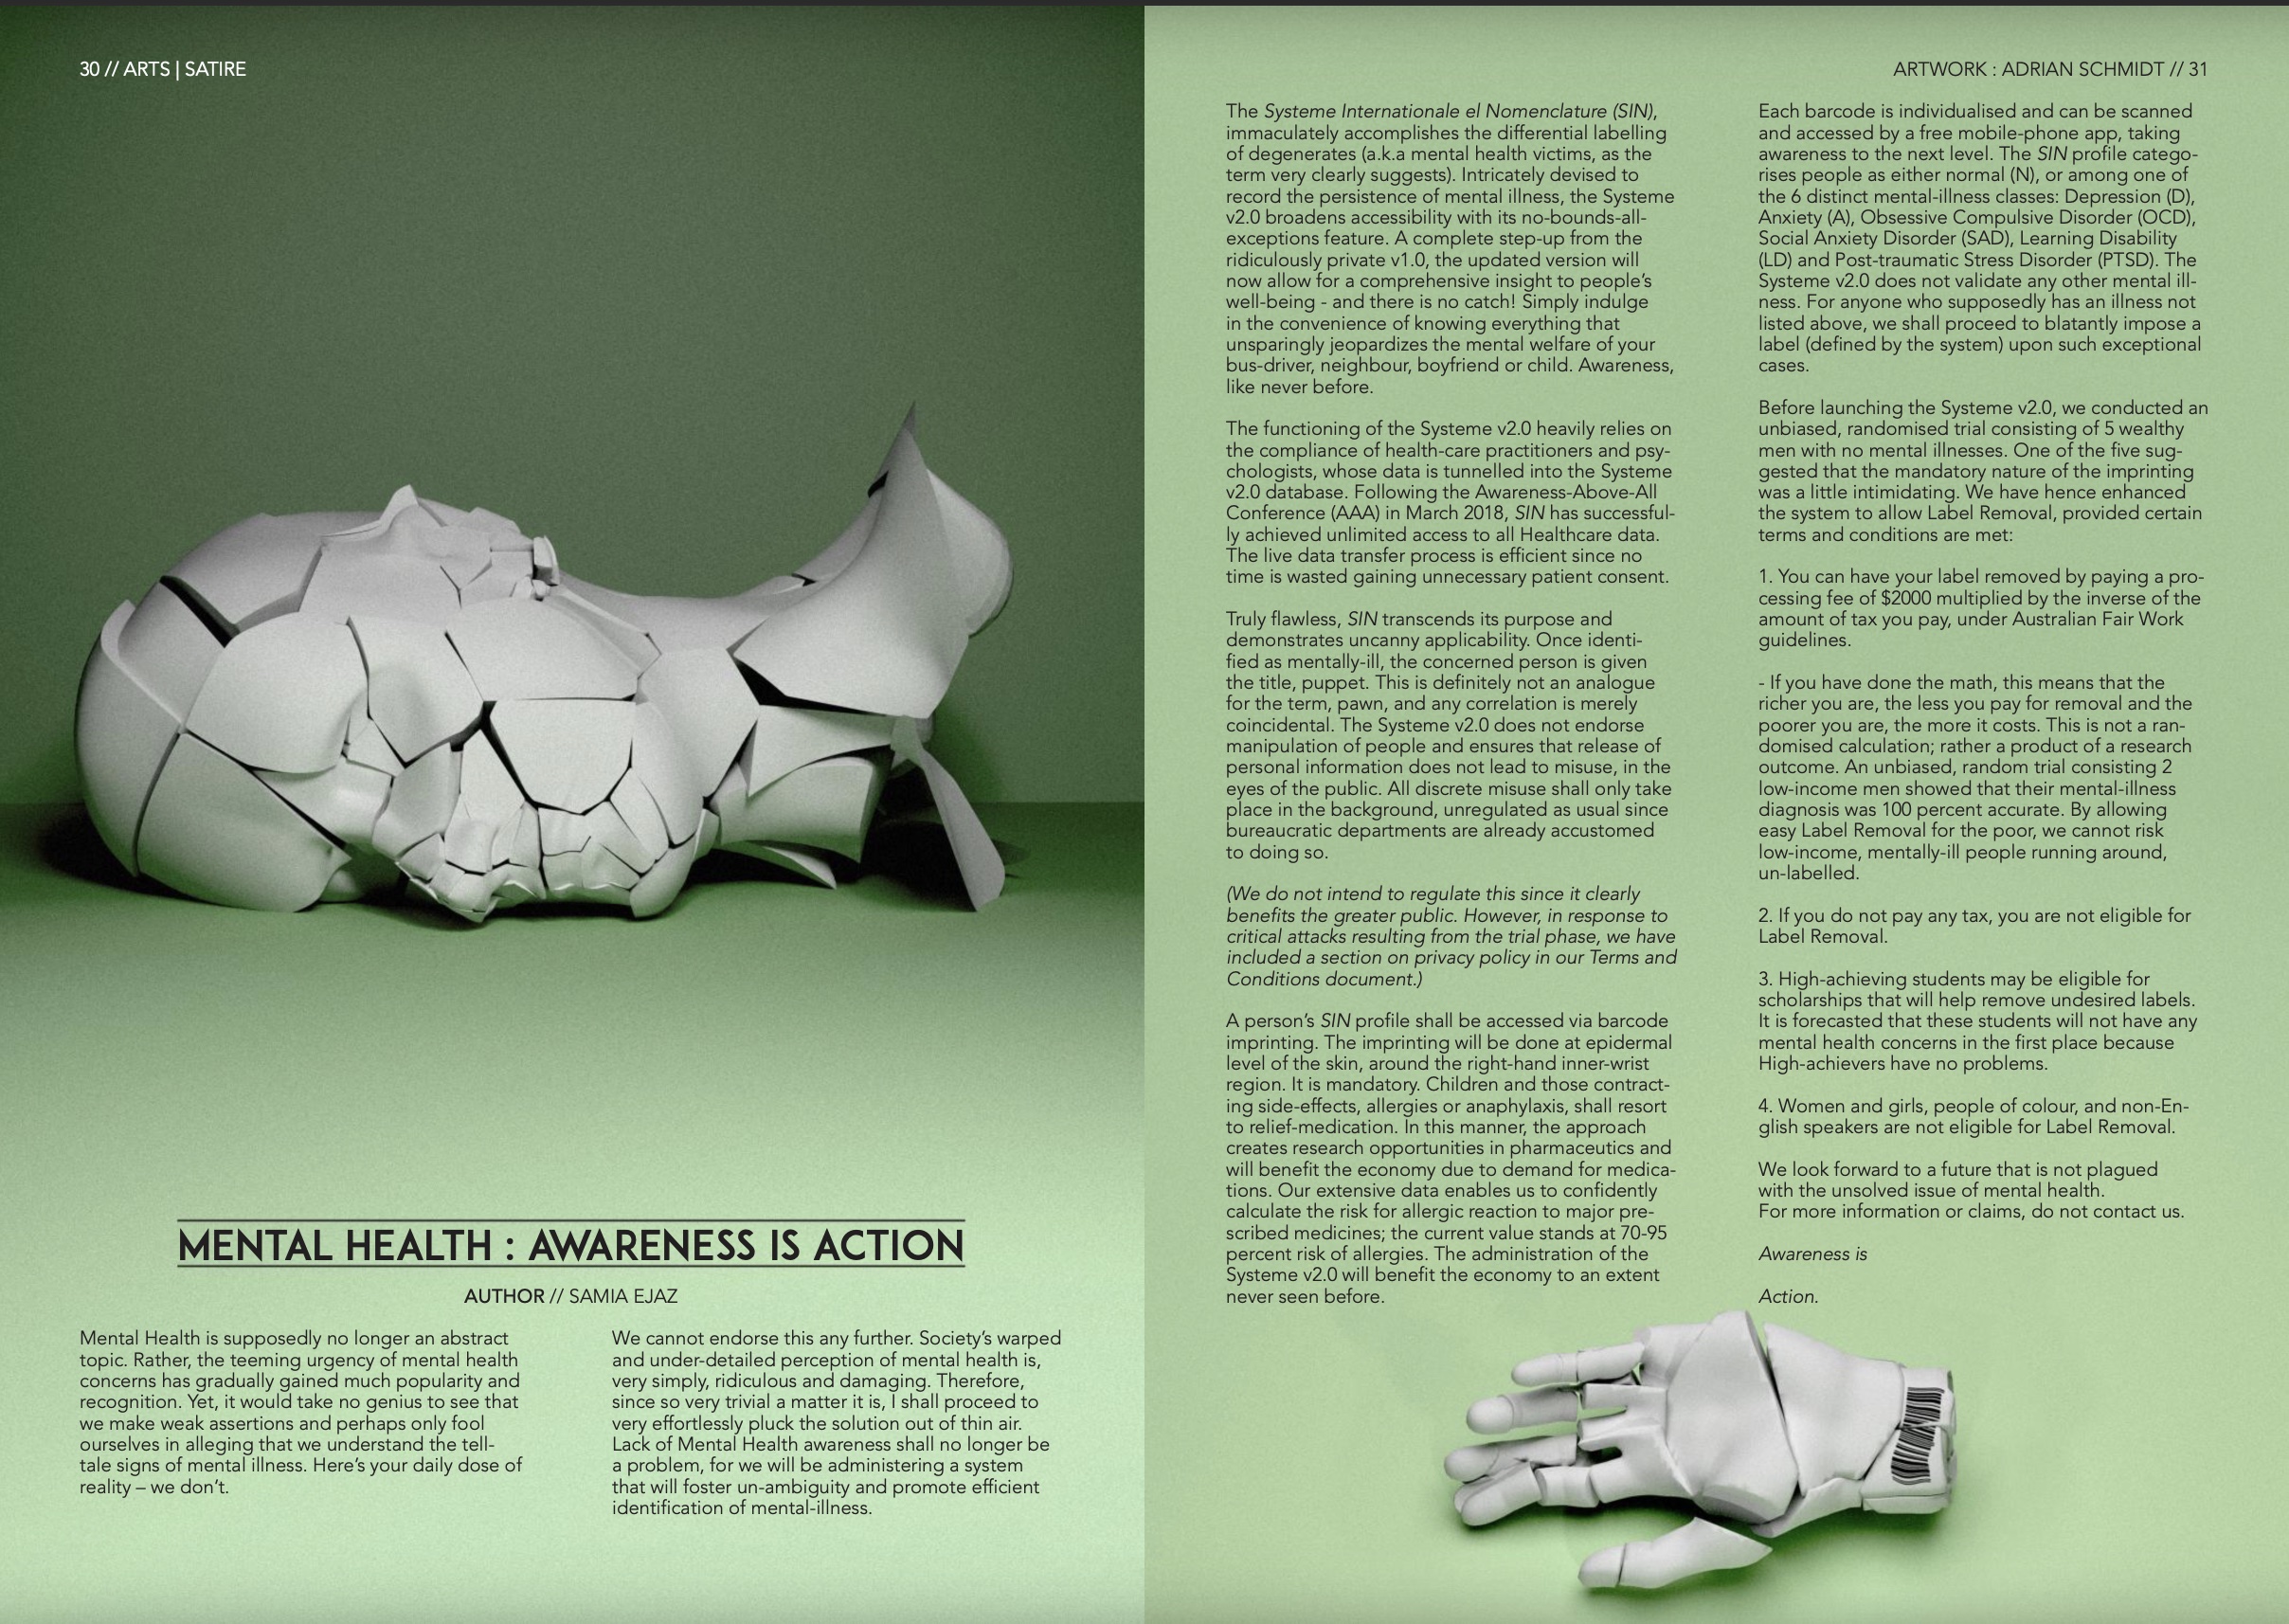 30 // ARTS | SATIRE
MENTAL HEALTH : AWARENESS IS ACTION
AUTHOR // SAMIA EJAZ
Mental Health is supposedly no longer an abstract
topic. Rather, the teeming urgency of mental health
concerns has gradually gained much popularity and
recognition. Yet, it would take no genius to see that
we make weak assertions and perhaps only fool
ourselves in alleging that we understand the tell-
tale signs of mental illness. Here's your daily dose of
reality – we don't.
We cannot endorse this any further. Society's warped
and under-detailed perception of mental health is,
very simply, ridiculous and damaging. Therefore,
since so very trivial a matter it is, I shall proceed to
very effortlessly pluck the solution out of thin air.
Lack of Mental Health awareness shall no longer be
a problem, for we will be administering a system
that will foster un-ambiguity and promote efficient
identification of mental-illness.
ARTWORK : ADRIAN SCHMIDT // 31
The Systeme Internationale el Nomenclature (SIN),
immaculately accomplishes the differential labelling
of degenerates (a.k.a mental health victims, as the
term very clearly suggests). Intricately devised to
record the persistence of mental illness, the Systeme
v2.0 broadens accessibility with its no-bounds-all-
exceptions feature. A complete step-up from the
ridiculously private v1.0, the updated version will
now allow for a comprehensive insight to people's
well-being - and there is no catch! Simply indulge
in the convenience of knowing everything that
unsparingly jeopardizes the mental welfare of your
bus-driver, neighbour, boyfriend or child. Awareness,
like never before.
The functioning of the Systeme v2.0 heavily relies on
the compliance of health-care practitioners and psy-
chologists, whose data is tunnelled into the Systeme
v2.0 database. Following the Awareness-Above-All
Conference (AAA) in March 2018, SIN has successful-
ly achieved unlimited access to all Healthcare data.
The live data transfer process is efficient since no
time is wasted gaining unnecessary patient consent.
Truly flawless, SIN transcends its purpose and
demonstrates uncanny applicability. Once identi-
fied as mentally-ill, the concerned person is given
the title, puppet. This is definitely not an analogue
for the term, pawn, and any correlation is merely
coincidental. The Systeme v2.0 does not endorse
manipulation of people and ensures that release of
personal information does not lead to misuse, in the
eyes of the public. All discrete misuse shall only take
place in the background, unregulated as usual since
bureaucratic departments are already accustomed
to doing so.
(We do not intend to regulate this since it clearly
benefits the greater public. However, in response to
critical attacks resulting from the trial phase, we have
included a section on privacy policy in our Terms and
Conditions document.)
A person's SIN profile shall be accessed via barcode
imprinting. The imprinting will be done at epidermal
level of the skin, around the right-hand inner-wrist
region. It is mandatory. Children and those contract-
ing side-effects, allergies or anaphylaxis, shall resort
to relief-medication. In this manner, the approach
creates research opportunities in pharmaceutics and
will benefit the economy due to demand for medica-
tions. Our extensive data enables us to confidently
calculate the risk for allergic reaction to major pre-
scribed medicines; the current value stands at 70-95
percent risk of allergies. The administration of the
Systeme v2.0 will benefit the economy to an extent
never seen before.
Each barcode is individualised and can be scanned
and accessed by a free mobile-phone app, taking
awareness to the next level. The SIN profile catego-
rises people as either normal (N), or among one of
the 6 distinct mental-illness classes: Depression (D),
Anxiety (A), Obsessive Compulsive Disorder (OCD),
Social Anxiety Disorder (SAD), Learning Disability
(LD) and Post-traumatic Stress Disorder (PTSD). The
Systeme v2.0 does not validate any other mental ill-
ness. For anyone who supposedly has an illness not
listed above, we shall proceed to blatantly impose a
label (defined by the system) upon such exceptional
cases.
Before launching the Systeme v2.0, we conducted an
unbiased, randomised trial consisting of 5 wealthy
men with no mental illnesses. One of the five sug-
gested that the mandatory nature of the imprinting
was a little intimidating. We have hence enhanced
the system to allow Label Removal, provided certain
terms and conditions are met:
1. You can have your label removed by paying a pro-
cessing fee of $2000 multiplied by the inverse of the
amount of tax you pay, under Australian Fair Work
guidelines.
- If you have done the math, this means that the
richer you are, the less you pay for removal and the
poorer you are, the more it costs. This is not a ran-
domised calculation; rather a product of a research
outcome. An unbiased, random trial consisting 2
low-income men showed that their mental-illness
diagnosis was 100 percent accurate. By allowing
easy Label Removal for the poor, we cannot risk
low-income, mentally-ill people running around,
un-labelled.
2. If you do not pay any tax, you are not eligible for
Label Removal.
3. High-achieving students may be eligible for
scholarships that will help remove undesired labels.
It is forecasted that these students will not have any
mental health concerns in the first place because
High-achievers have no problems.
4. Women and girls, people of colour, and non-En-
glish speakers are not eligible for Label Removal.
We look forward to a future that is not plagued
with the unsolved issue of mental health.
For more information or claims, do not contact us.
Awareness is
Action.